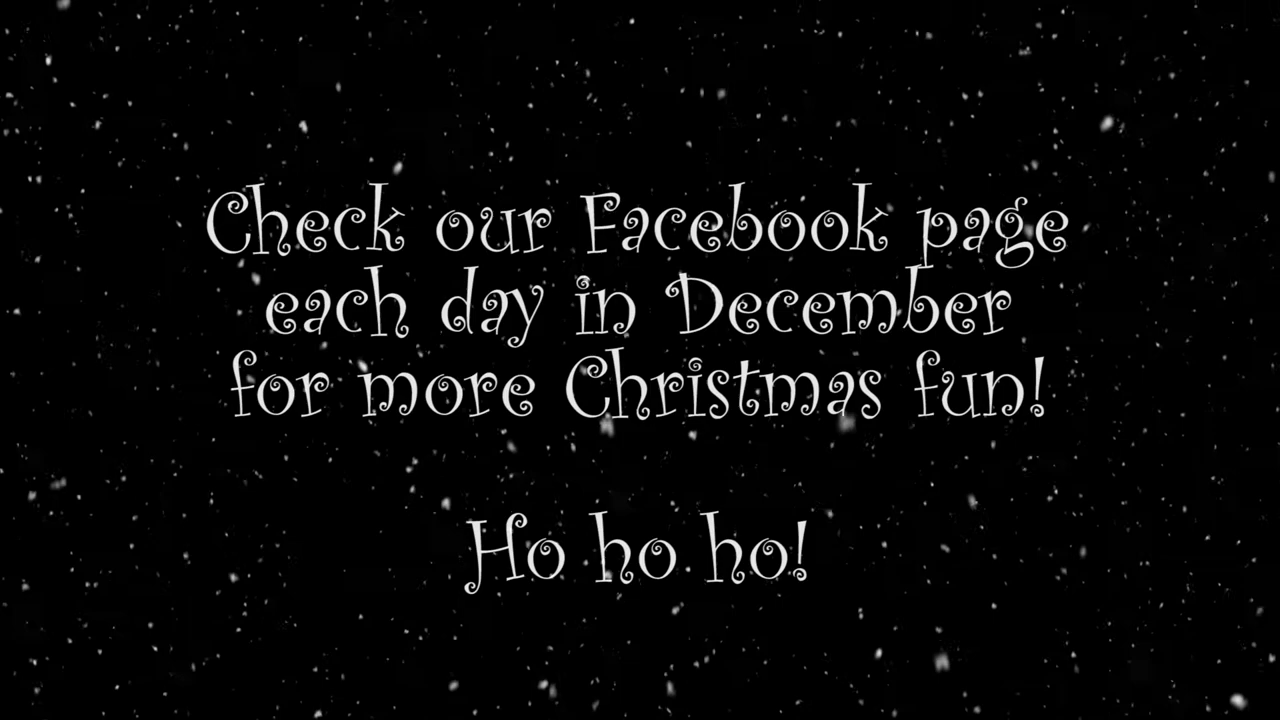 Check our Facebook page
each day in December
for more Christmas fun!
Ho ho ho!